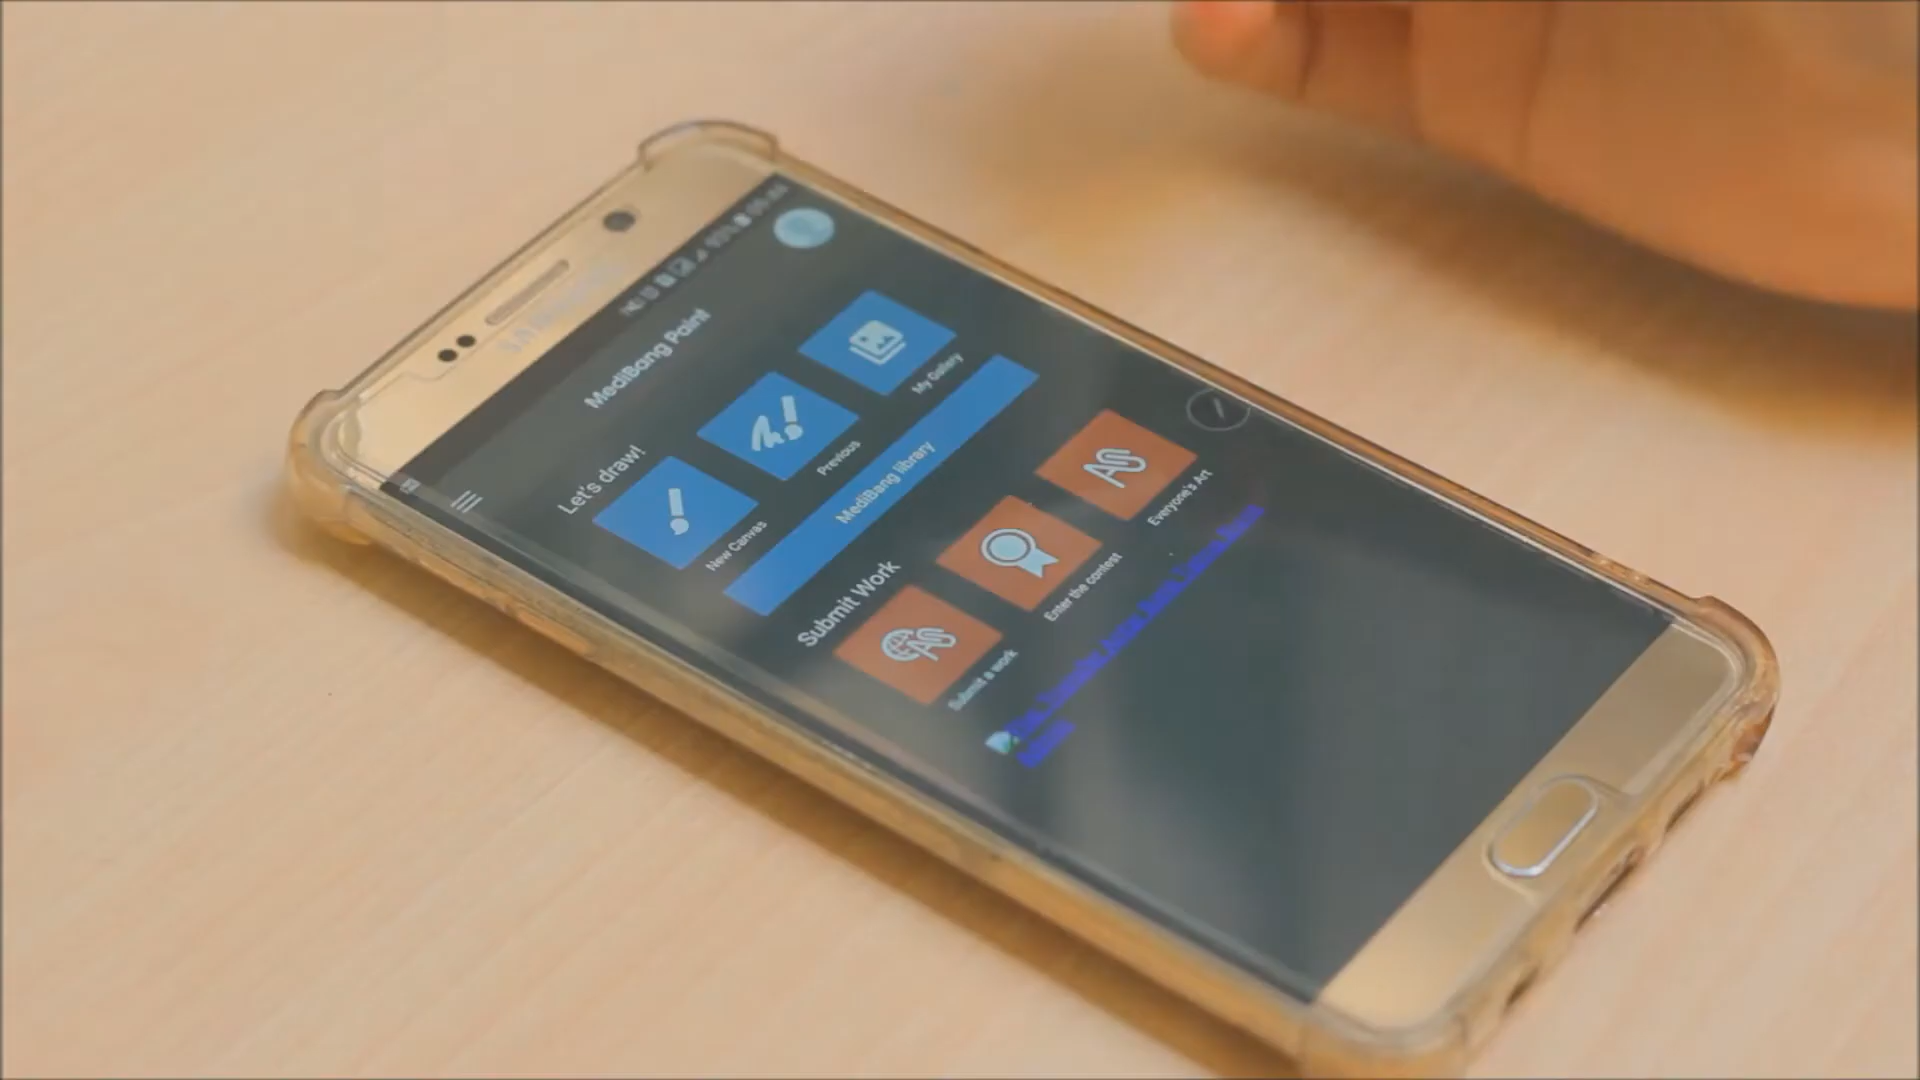 SAMSUNG
MediBang Paint
Let's draw!
New Canvas
Previous
My Gallery
MediBang library
Submit Work
Submit a work
Enter the contest
Everyone's Art